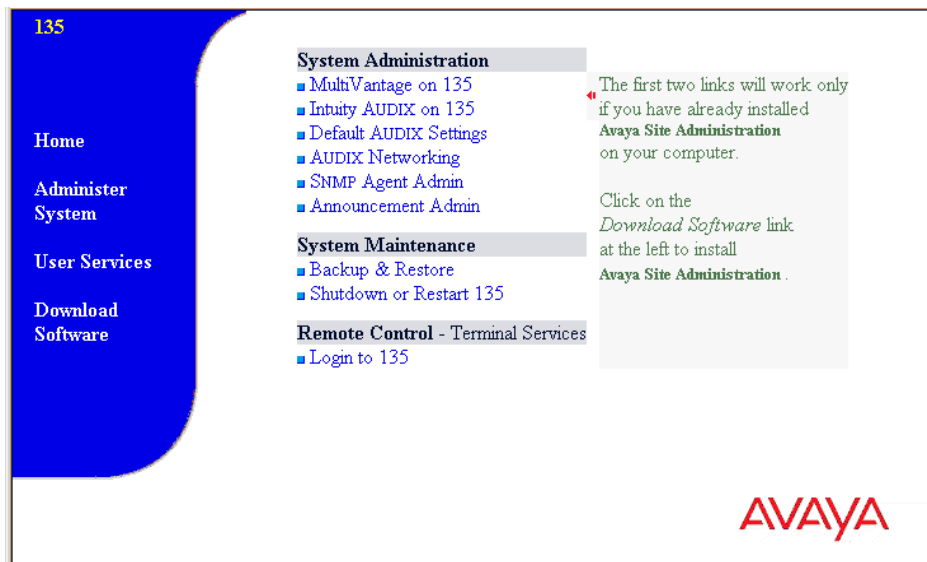 135
Home
Administer
System
User Services
Download
Software
System Administration
MultiVantage on 135
Intuity AUDIX on 135
Default AUDIX Settings
AUDIX Networking
SNMP Agent Admin
Announcement Admin
System Maintenance
Backup & Restore
Shutdown or Restart 135
Remote Control - Terminal Services
Login to 135
The first two links will work only
if you have already installed
Avaya Site Administration
on your computer.
Click on the
Download Software link
at the left to install
Avaya Site Administration .
AVAYA